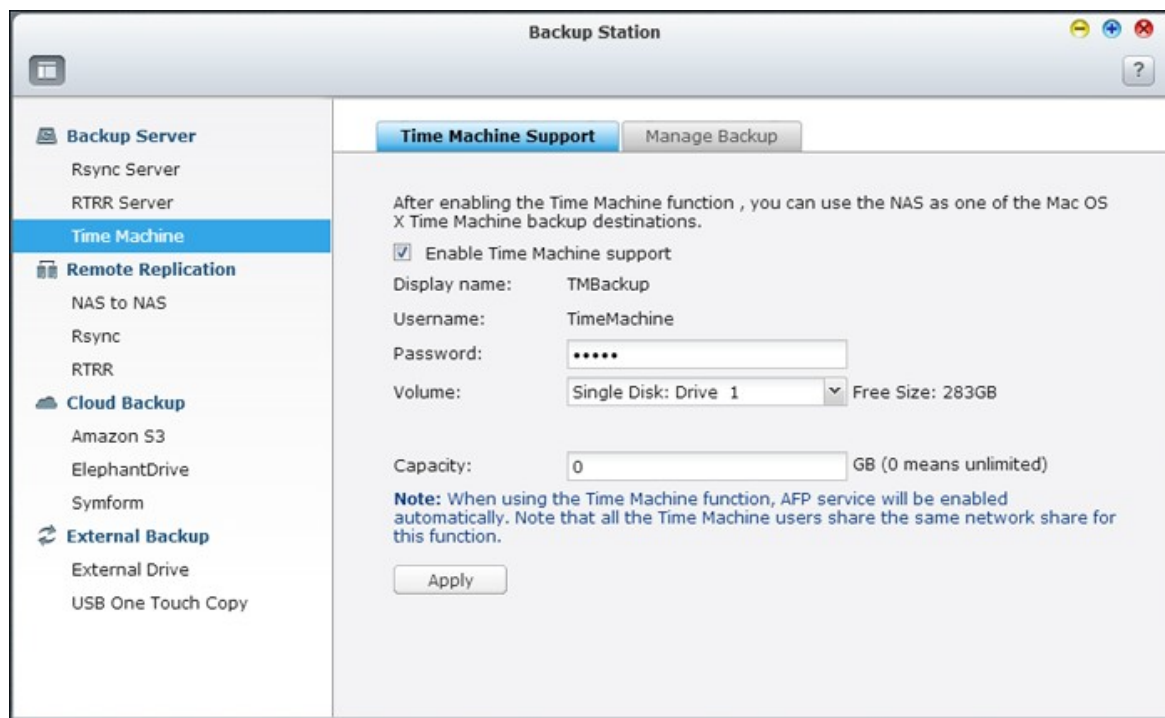 Backup Station
?
Backup Server
Rsync Server
RTRR Server
Time Machine
Remote Replication
NAS to NAS
Rsync
RTRR
Cloud Backup
Amazon S3
ElephantDrive
Symform
External Backup
External Drive
USB One Touch Copy
Time Machine Support
Manage Backup
After enabling the Time Machine function , you can use the NAS as one of the Mac OS
X Time Machine backup destinations.
Enable Time Machine support
Display name: TMBackup
Username: TimeMachine
Password: •••••
Volume: Single Disk: Drive 1 Free Size: 283GB
Capacity: 0 GB (0 means unlimited)
Note: When using the Time Machine function, AFP service will be enabled
automatically. Note that all the Time Machine users share the same network share for
this function.
Apply